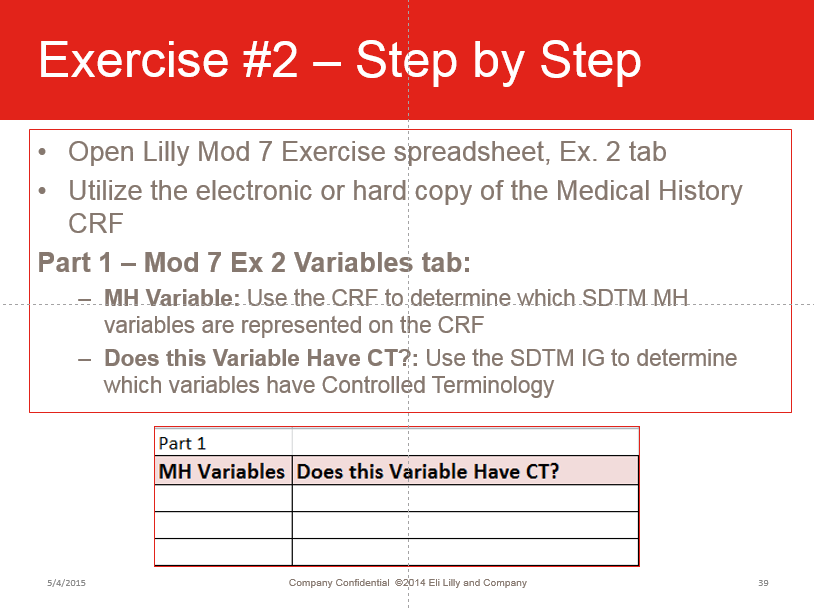 Exercise #2 – Step by Step
• Open Lilly Mod 7 Exercise spreadsheet, Ex. 2 tab
• Utilize the electronic or hard copy of the Medical History
CRF
Part 1 – Mod 7 Ex 2 Variables tab:
– MH Variable: Use the CRF to determine which SDTM MH
variables are represented on the CRF
– Does this Variable Have CT?: Use the SDTM IG to determine
which variables have Controlled Terminology
Part 1
MH Variables Does this Variable Have CT?
5/4/2015 Company Confidential ©2014 Eli Lilly and Company 39